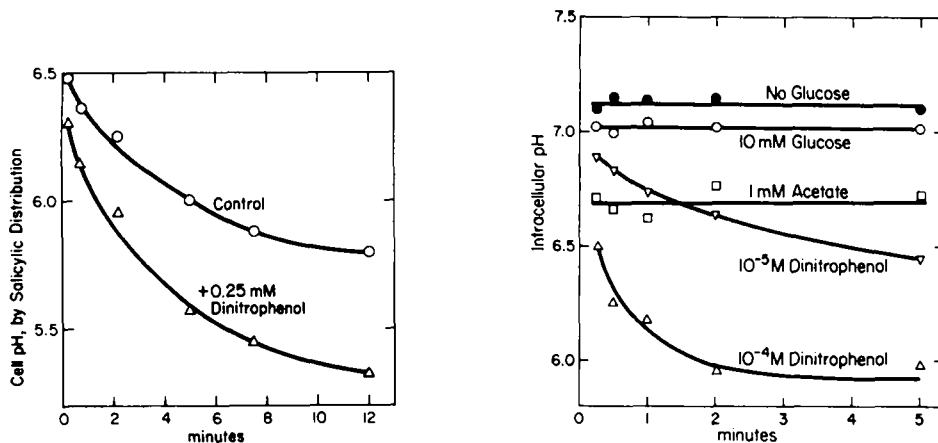 Cell pH, by Salicylic Distribution
6.5
6.0
5.5
Control
+0.25 mM
Dinitrophenol
0 2 4 6 8 10 12
minutes
Intracellular pH
7.5
7.0
6.5
6.0
No Glucose
10 mM Glucose
1 mM Acetate
10⁻⁵M Dinitrophenol
10⁻⁴M Dinitrophenol
0 1 2 3 4 5
minutes